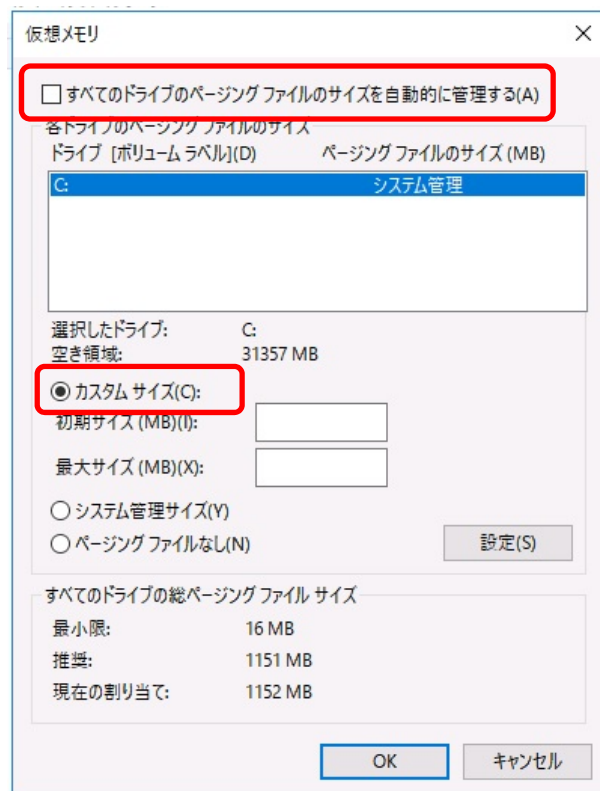 仮想メモリ
すべてのドライブのページング ファイルのサイズを自動的に管理する(A)
各ドライブのページング ファイルのサイズ
ドライブ [ボリューム ラベル](D) ページング ファイルのサイズ (MB)
C: システム管理
選択したドライブ: C:
空き領域: 31357 MB
カスタム サイズ(C):
初期サイズ (MB)(I):
最大サイズ (MB)(X):
システム管理サイズ(Y)
ページング ファイルなし(N) 設定(S)
すべてのドライブの総ページング ファイル サイズ
最小限: 16 MB
推奨: 1151 MB
現在の割り当て: 1152 MB
OK キャンセル